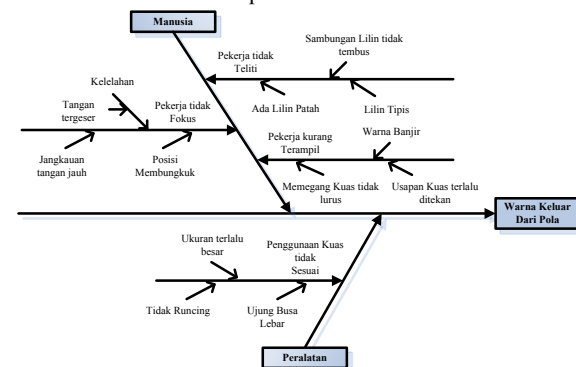 Manusia
Sambungan Lilin tidak
tembus
Pekerja tidak
Teliti
Kelelahan
Tangan
tergeser
Pekerja tidak
Fokus
Ada Lilin Patah
Lilin Tipis
Warna Banjir
Pekerja kurang
Terampil
Jangkauan
tangan jauh
Posisi
Membungkuk
Memegang Kuas tidak
lurus
Usapan Kuas terlalu
ditekan
Warna Keluar
Dari Pola
Ukuran terlalu
besar
Penggunaan Kuas
tidak
Sesuai
Tidak Runcing
Ujung Busa
Lebar
Peralatan